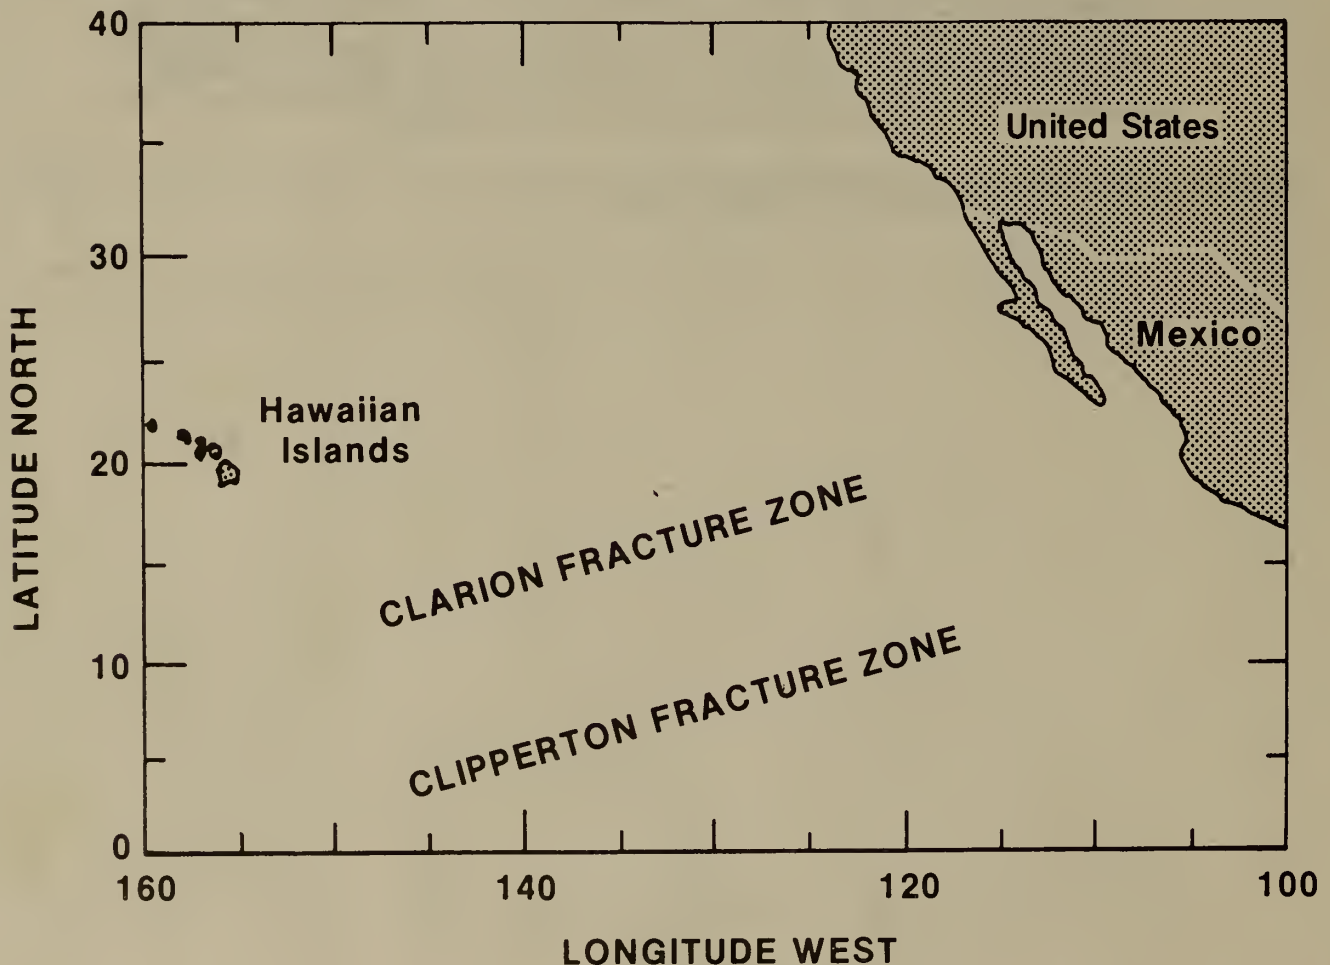 40
United States
30
Mexico
LATITUDE NORTH
Hawaiian
Islands
20
CLARION FRACTURE ZONE
10
CLIPPERTON FRACTURE ZONE
0
160
140
120
100
LONGITUDE WEST